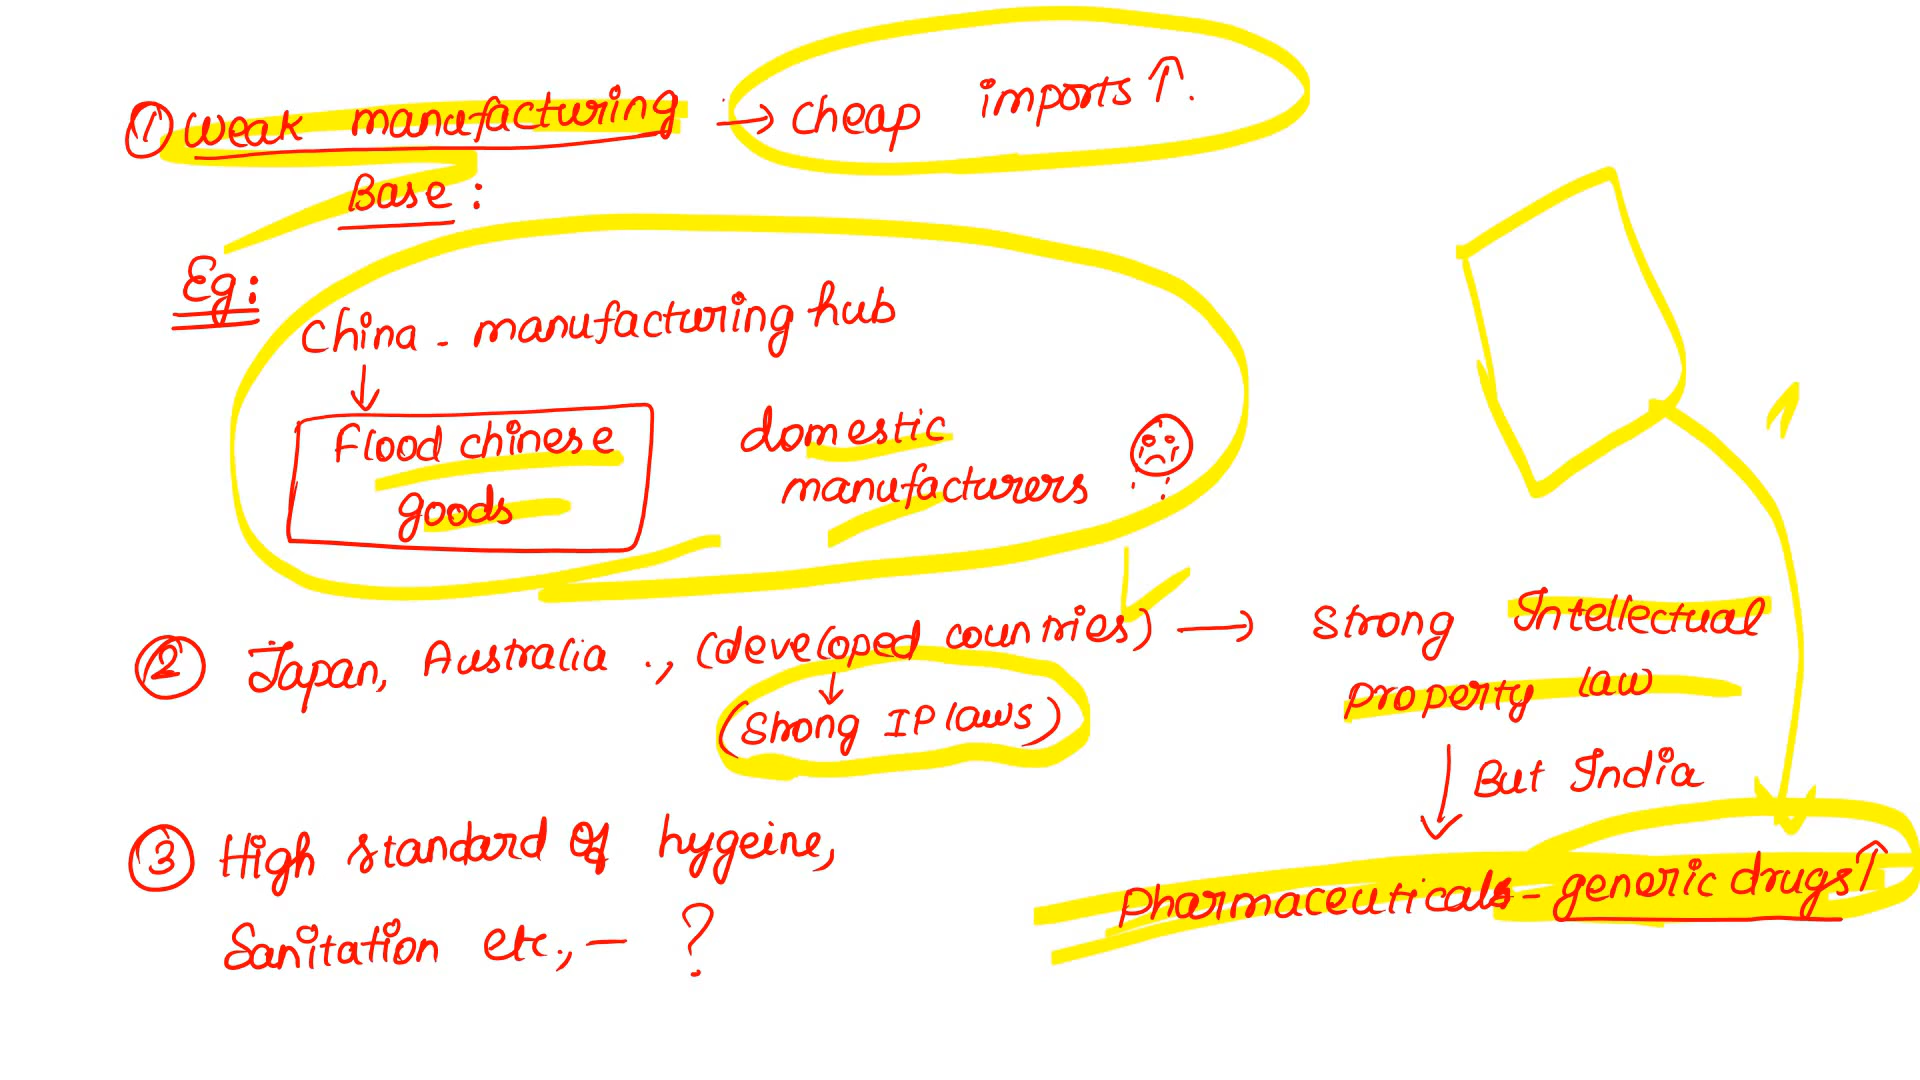 ① Weak manufacturing → cheap imports ↑.
Base :
Eg:
China - manufacturing hub
↓
Flood chinese
goods
domestic
manufacturers
② Japan, Australia ., (developed countries) → Strong Intellectual
property law
↓
(Strong IP laws)
↓ But India
Pharmaceuticals - generic drugs ↑
③ High standard of hygeine,
Sanitation etc., - ?